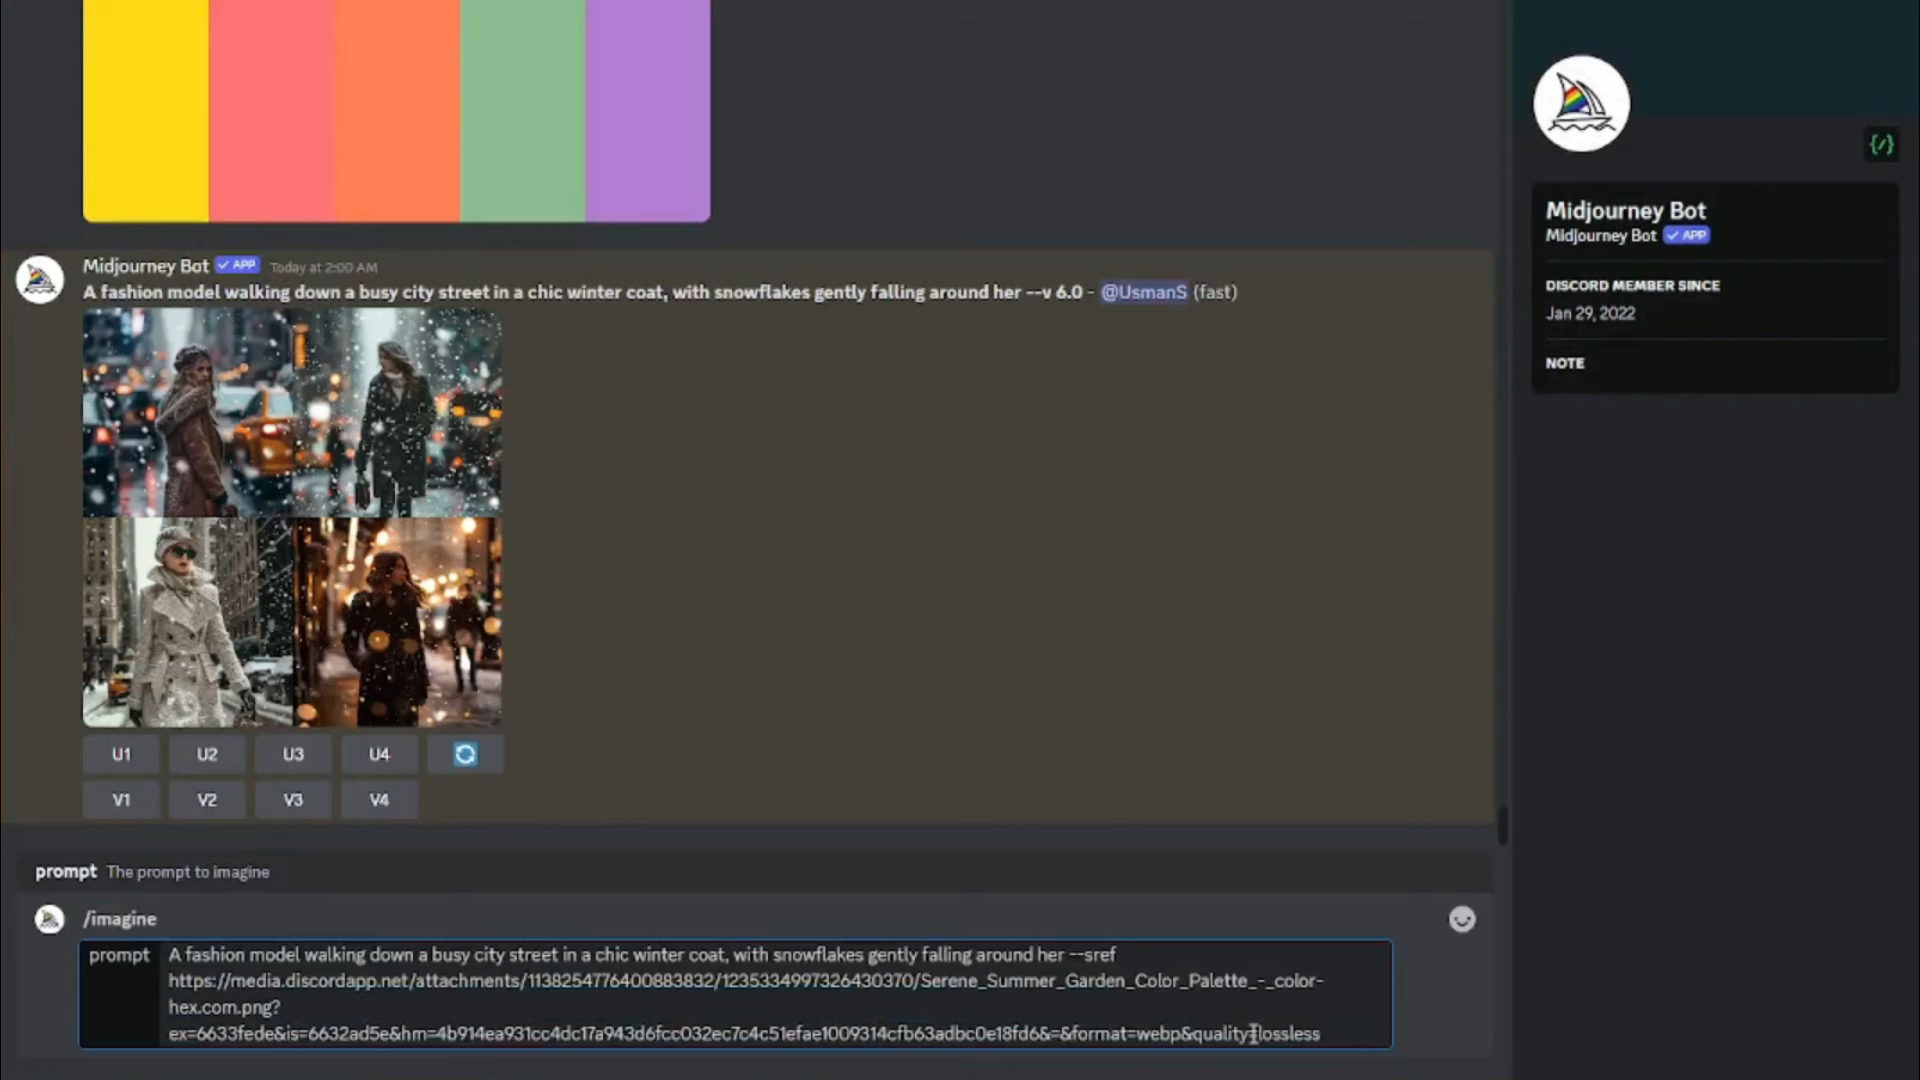 Midjourney Bot APP Today at 2:00 AM
A fashion model walking down a busy city street in a chic winter coat, with snowflakes gently falling around her --v 6.0 - @UsmanS (fast)
U1 U2 U3 U4
V1 V2 V3 V4
prompt The prompt to imagine
/imagine
prompt A fashion model walking down a busy city street in a chic winter coat, with snowflakes gently falling around her --sref
https://media.discordapp.net/attachments/1138254776400883832/1235334997326430370/Serene_Summer_Garden_Color_Palette_-_color-
hex.com.png?
ex=6633fede&is=6632ad5e&hm=4b914ea931cc4dc17a943d6fcc032ec7c4c51efae1009314cfb63adbc0e18fd6&=&format=webp&quality=lossless
{/}
Midjourney Bot
Midjourney Bot APP
DISCORD MEMBER SINCE
Jan 29, 2022
NOTE